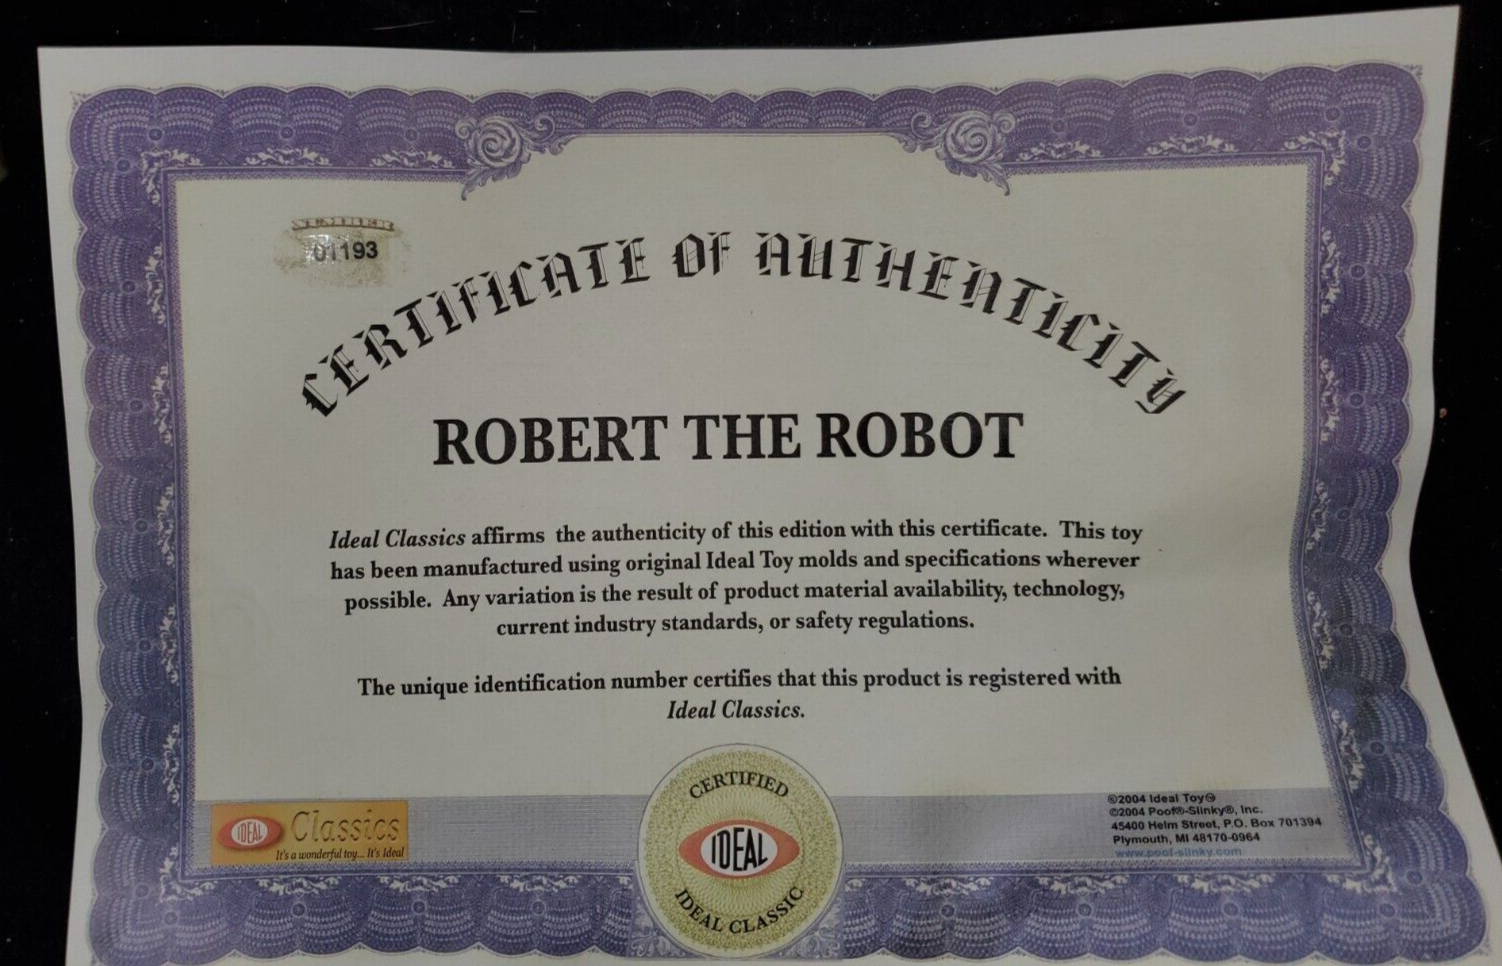 NUMBER
01193
CERTIFICATE OF AUTHENTICITY
ROBERT THE ROBOT
Ideal Classics affirms the authenticity of this edition with this certificate. This toy
has been manufactured using original Ideal Toy molds and specifications wherever
possible. Any variation is the result of product material availability, technology,
current industry standards, or safety regulations.
The unique identification number certifies that this product is registered with
Ideal Classics.
IDEAL Classics
It's a wonderful toy... It's Ideal
CERTIFIED
IDEAL
IDEAL CLASSIC
©2004 Ideal Toy®
©2004 Poof®-Slinky®, Inc.
45400 Helm Street, P.O. Box 701394
Plymouth, MI 48170-0964
www.poof-slinky.com